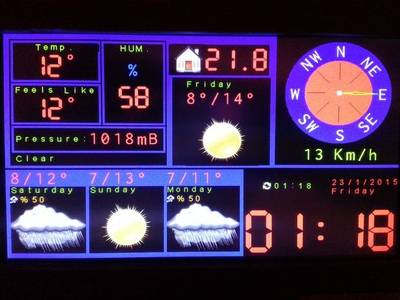 Temp.
12°
HUM.
%
58
Feels Like
12°
Pressure: 1018mB
Clear
21.8
Friday
8°/14°
N
NE
E
SE
S
SW
W
NW
13 Km/h
8/12°
Saturday
% 50
7/13°
Sunday
7/11°
Monday
% 50
01:18
23/1/2015
Friday
01:18